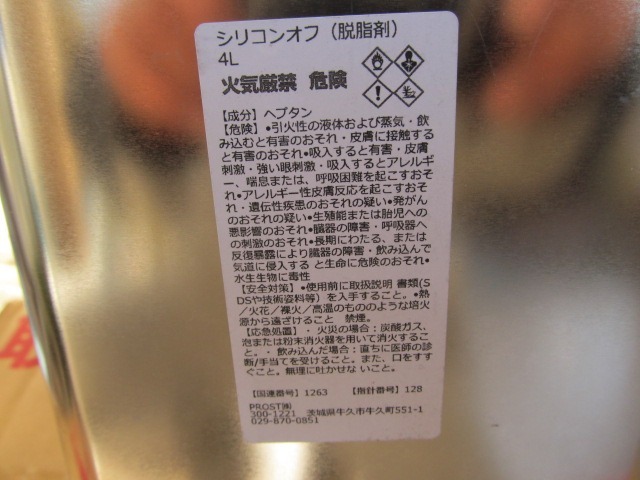 シリコンオフ（脱脂剤）
4L
火気厳禁 危険
【成分】ヘプタン
【危険】•引火性の液体および蒸気・飲
み込むと有害のおそれ・皮膚に接触する
と有害のおそれ•吸入すると有害・皮膚
刺激・強い眼刺激・吸入するとアレルギ
ー、喘息または、呼吸困難を起こすおそ
れ•アレルギー性皮膚反応を起こすおそ
れ・遺伝性疾患のおそれの疑い•発がん
のおそれの疑い•生殖能または胎児への
悪影響のおそれ•臓器の障害・呼吸器へ
の刺激のおそれ•長期にわたる、または
反復暴露により臓器の障害・飲み込んで
気道に侵入する と生命に危険のおそれ•
水生生物に毒性
【安全対策】•使用前に取扱説明 書類(S
DSや技術資料等）を入手すること。•熱
／火花／裸火／高温のもののような培火
源から遠ざけること 禁煙。
【応急処置】・ 火災の場合：炭酸ガス、
泡または粉末消火器を用いて消火するこ
と。・ 飲み込んだ場合：直ちに医師の診
断/手当てを受けること。また、口をすす
ぐこと。無理に吐かせな いこと。
【国連番号】1263 【指針番号】128
PROST㈱
300-1221 茨城県牛久市牛久町551-1
029-870-0851